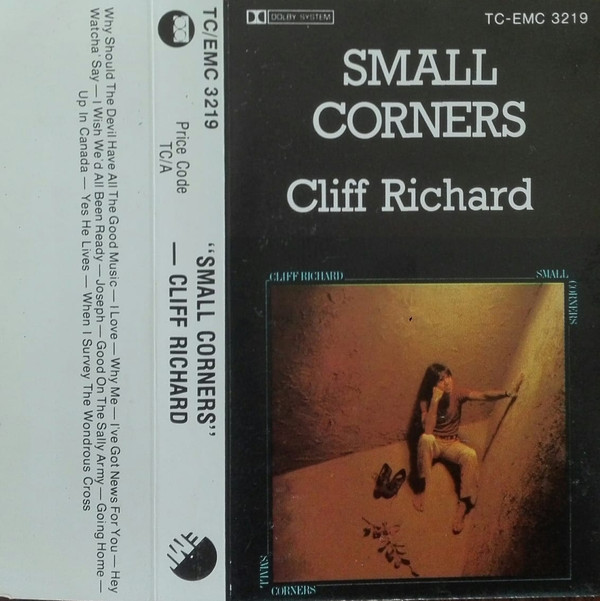 Why Should The Devil Have All The Good Music — I Love — Why Me — I've Got News For You — Hey
Watcha' Say — I Wish We'd All Been Ready — Joseph — Good On The Sally Army — Going Home —
Up In Canada — Yes He Lives — When I Survey The Wondrous Cross
TC/EMC 3219
Price Code
TC/A
"SMALL CORNERS"
— CLIFF RICHARD
DOLBY SYSTEM
TC-EMC 3219
SMALL
CORNERS
Cliff Richard
CLIFF RICHARD
SMALL
CORNERS
SMALL
CORNERS